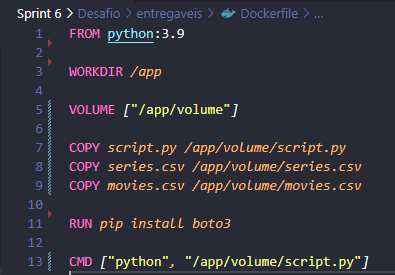 Sprint 6 > Desafio > entregaveis > Dockerfile > ...
1 FROM python:3.9
2
3 WORKDIR /app
4
5 VOLUME ["/app/volume"]
6
7 COPY script.py /app/volume/script.py
8 COPY series.csv /app/volume/series.csv
9 COPY movies.csv /app/volume/movies.csv
10
11 RUN pip install boto3
12
13 CMD ["python", "/app/volume/script.py"]